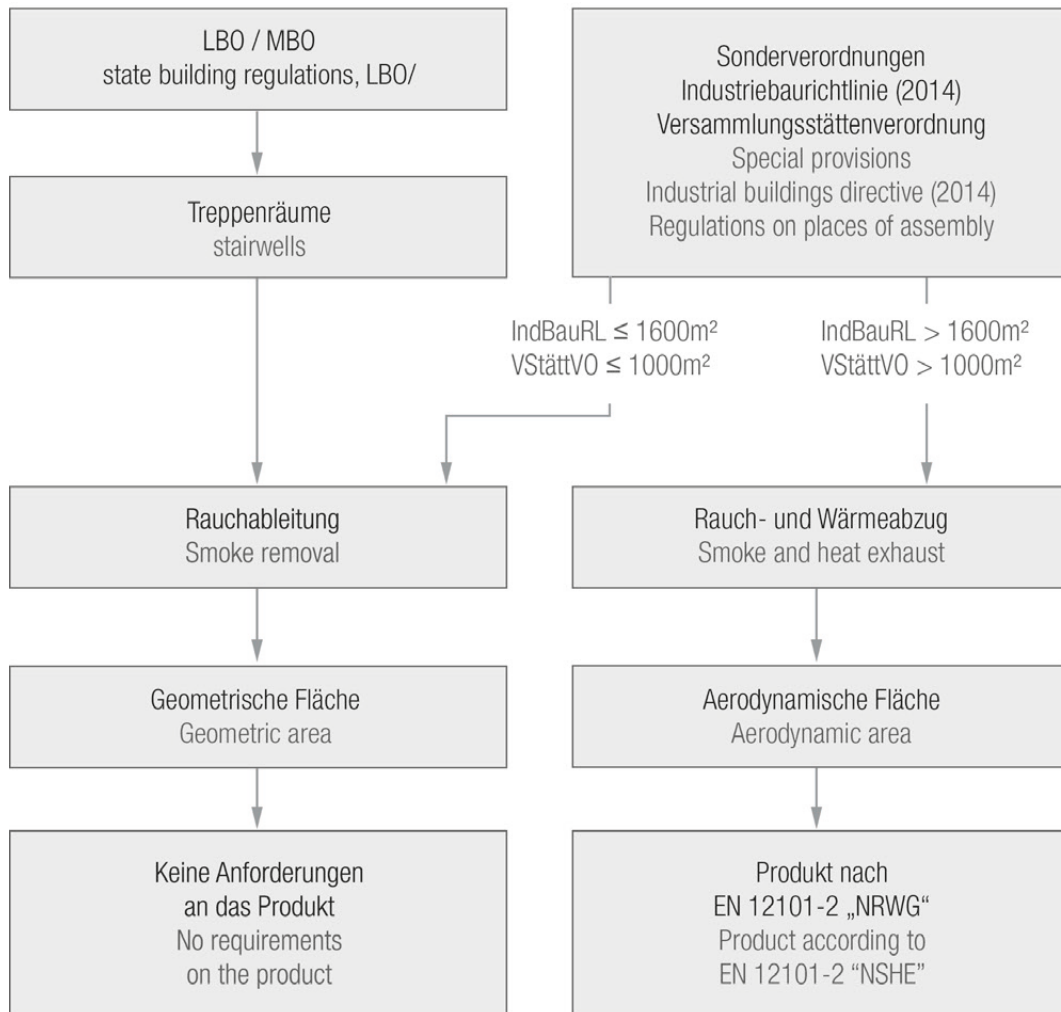 LBO / MBO
state building regulations, LBO/
Treppenräume
stairwells
Sonderverordnungen
Industriebaurichtlinie (2014)
Versammlungsstättenverordnung
Special provisions
Industrial buildings directive (2014)
Regulations on places of assembly
IndBauRL ≤ 1600m²
VStättVO ≤ 1000m²
IndBauRL > 1600m²
VStättVO > 1000m²
Rauchableitung
Smoke removal
Rauch- und Wärmeabzug
Smoke and heat exhaust
Geometrische Fläche
Geometric area
Aerodynamische Fläche
Aerodynamic area
Keine Anforderungen
an das Produkt
No requirements
on the product
Produkt nach
EN 12101-2 „NRWG“
Product according to
EN 12101-2 “NSHE”